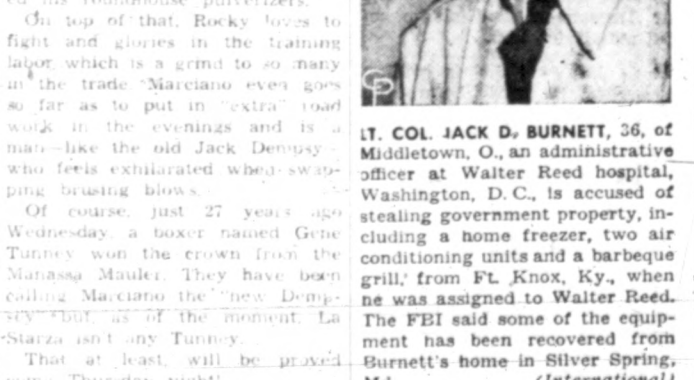 On top of that, Rocky loves to
fight and glories in the training
labor which is a grind to so many
in the trade Marciano even goes
so far as to put in "extra" road
work in the evenings and is a
man—like the old Jack Dempsy—
who feels exhilarated when swap-
ping brusing blows.
Of course, just 27 years ago
Wednesday, a boxer named Gene
Tunney won the crown from the
Manassa Mauler. They have been
calling Marciano the "new Demp-
sey" but, as of the moment, La
Starza isn't any Tunney.
That at least, will be proved
Thursday night!
CP
LT. COL. JACK D. BURNETT, 36, of
Middletown, O., an administrative
officer at Walter Reed hospital,
Washington, D. C., is accused of
stealing government property, in-
cluding a home freezer, two air
conditioning units and a barbeque
grill, from Ft. Knox, Ky., when
he was assigned to Walter Reed.
The FBI said some of the equip-
ment has been recovered from
Burnett's home in Silver Spring,
(International)